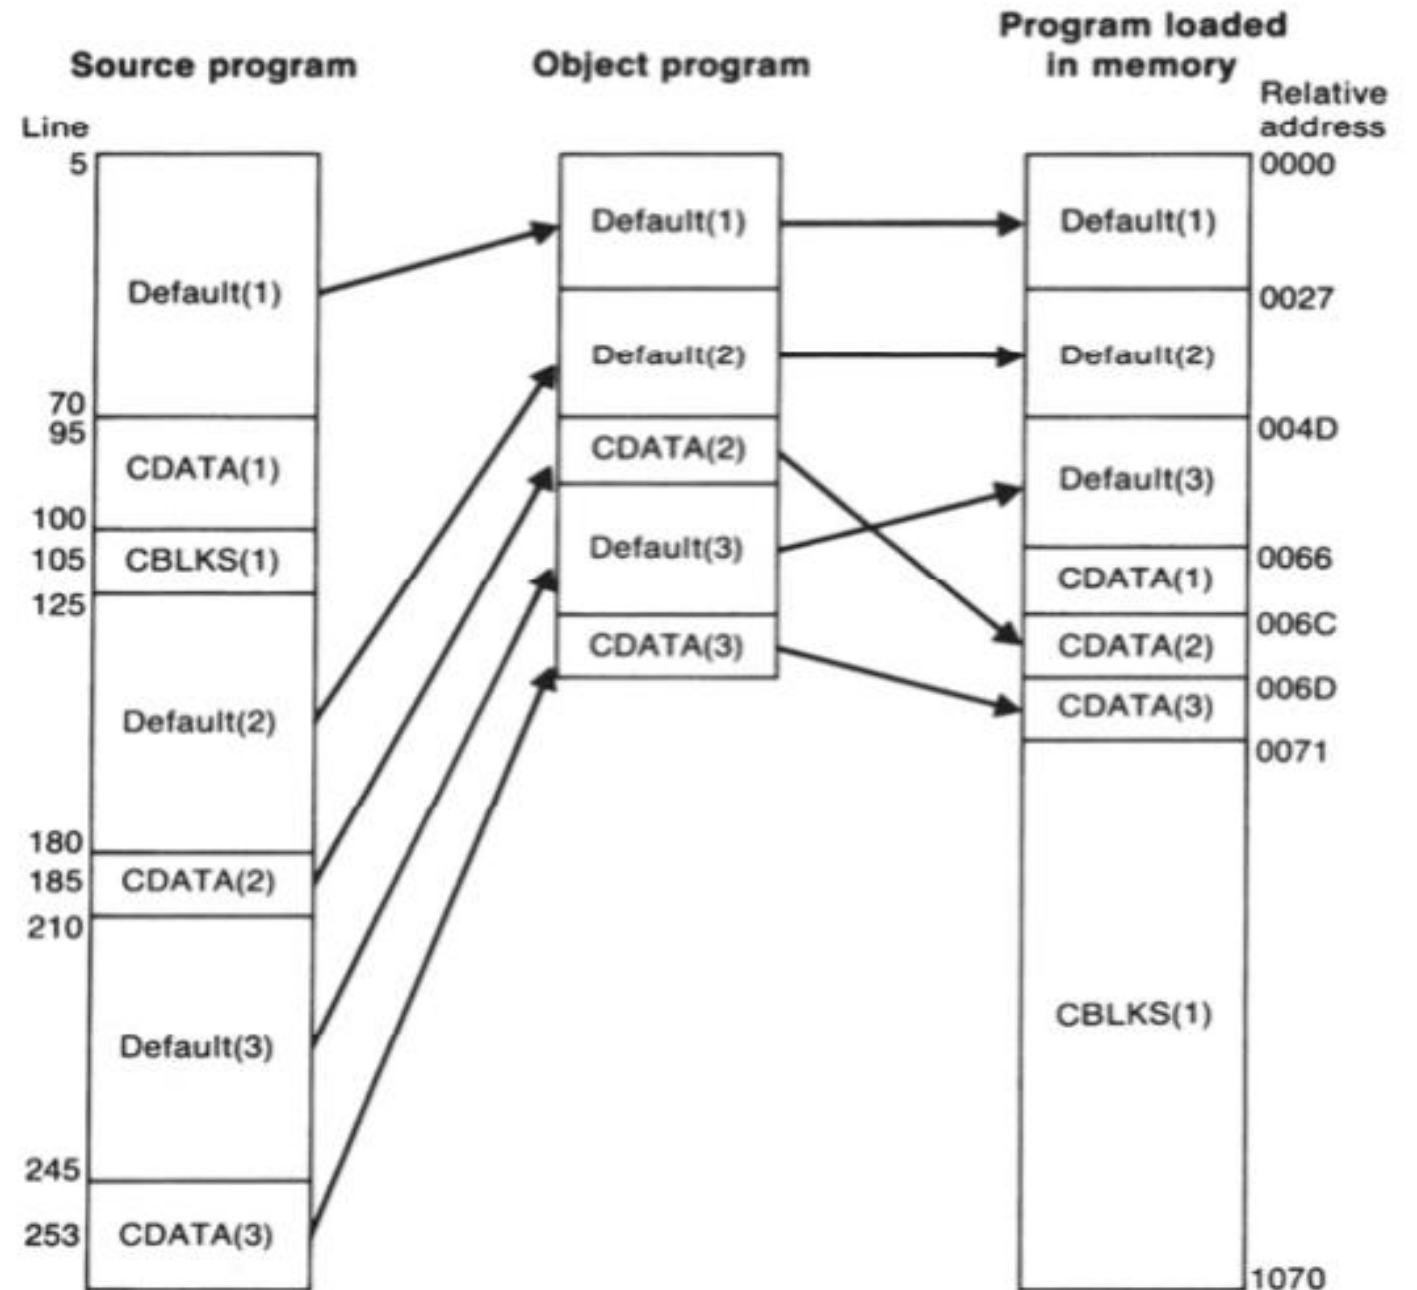 Source program
Object program
Program loaded
in memory
Relative
address
Line
5
Default(1)
70
95
CDATA(1)
100
105
CBLKS(1)
125
Default(2)
180
185
CDATA(2)
210
Default(3)
245
253
CDATA(3)
Default(1)
Default(2)
CDATA(2)
Default(3)
CDATA(3)
0000
Default(1)
0027
Default(2)
004D
Default(3)
0066
CDATA(1)
006C
CDATA(2)
006D
CDATA(3)
0071
CBLKS(1)
1070